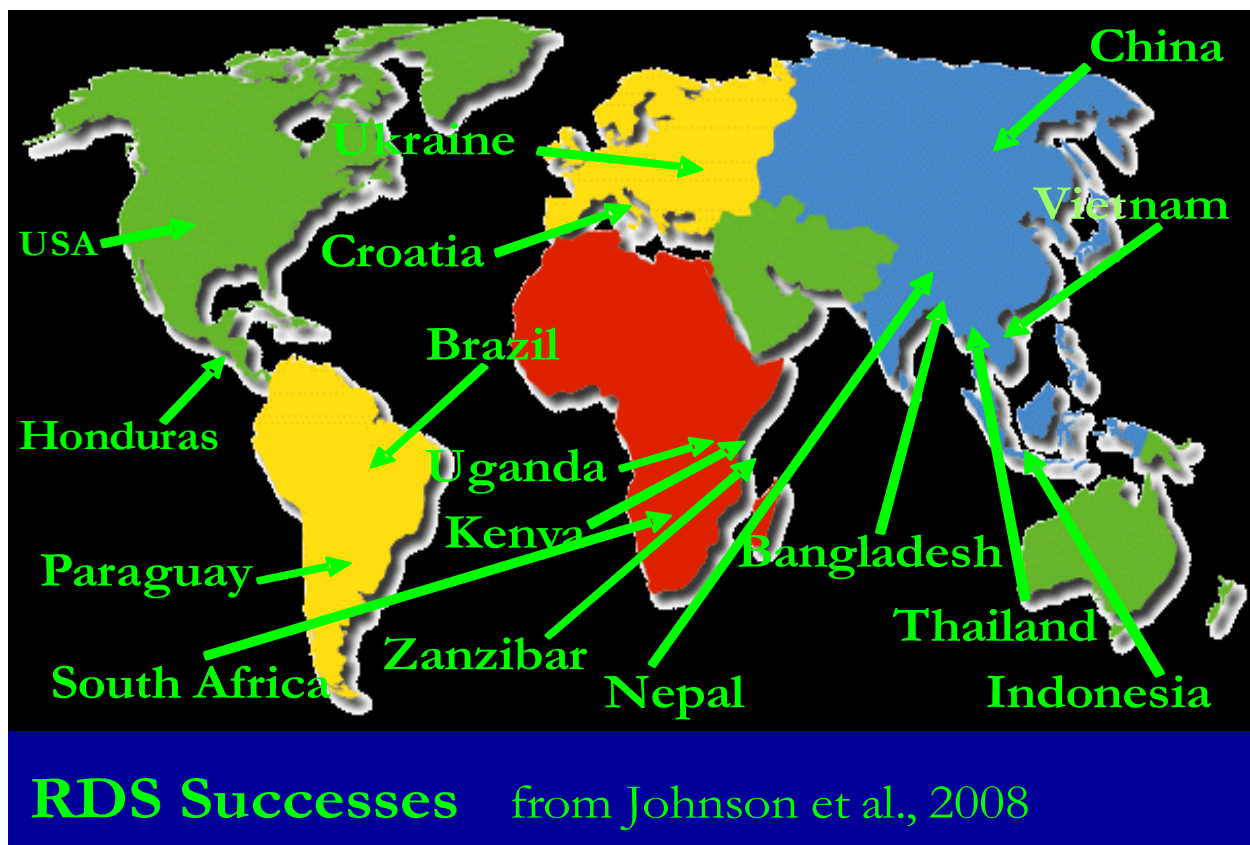 China
Ukraine
Vietnam
USA
Croatia
Brazil
Honduras
Uganda
Kenya
Bangladesh
Paraguay
Thailand
Zanzibar
South Africa
Nepal
Indonesia
RDS Successes from Johnson et al., 2008